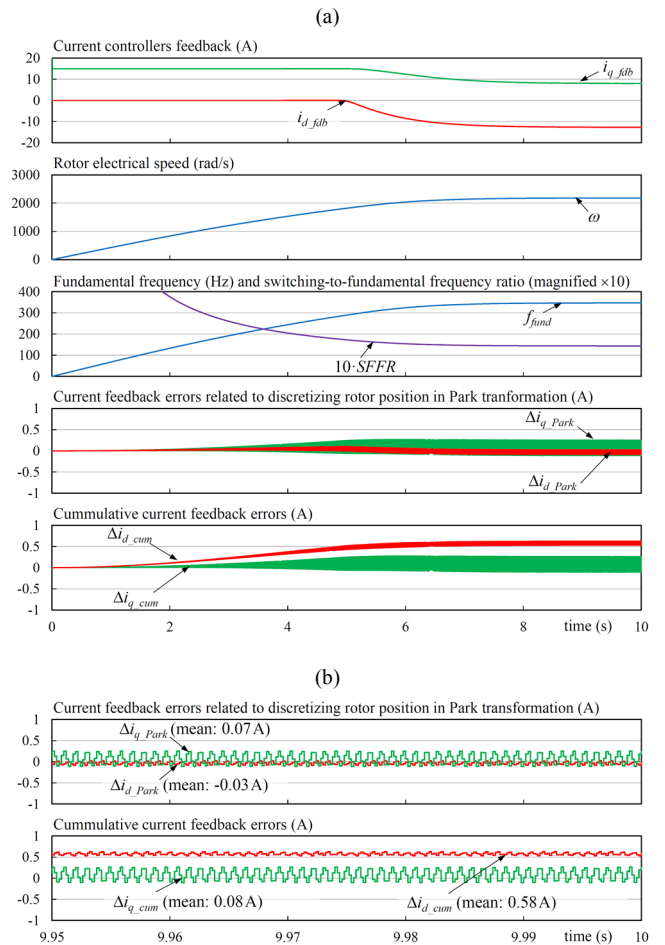 (a)
Current controllers feedback (A)
20
10
0
-10
-20
i_q_fdb
i_d_fdb
Rotor electrical speed (rad/s)
3000
2000
1000
0
ω
Fundamental frequency (Hz) and switching-to-fundamental frequency ratio (magnified ×10)
400
300
200
100
0
f_fund
10·SFFR
Current feedback errors related to discretizing rotor position in Park tranformation (A)
1
0.5
0
-0.5
-1
Δi_q_Park
Δi_d_Park
Cummulative current feedback errors (A)
1
0.5
0
-0.5
-1
Δi_d_cum
Δi_q_cum
0 2 4 6 8 time (s) 10
(b)
Current feedback errors related to discretizing rotor position in Park transformation (A)
1
0.5
0
-0.5
-1
Δi_q_Park (mean: 0.07 A)
Δi_d_Park (mean: -0.03 A)
Cummulative current feedback errors (A)
1
0.5
0
-0.5
-1
Δi_q_cum (mean: 0.08 A)
Δi_d_cum (mean: 0.58 A)
9.95 9.96 9.97 9.98 9.99 time (s) 10